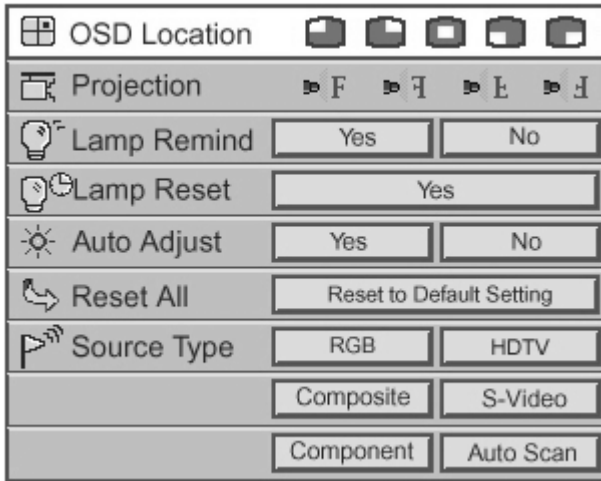 OSD Location
Projection F F F F
Lamp Remind Yes No
Lamp Reset Yes
Auto Adjust Yes No
Reset All Reset to Default Setting
Source Type RGB HDTV
Composite S-Video
Component Auto Scan